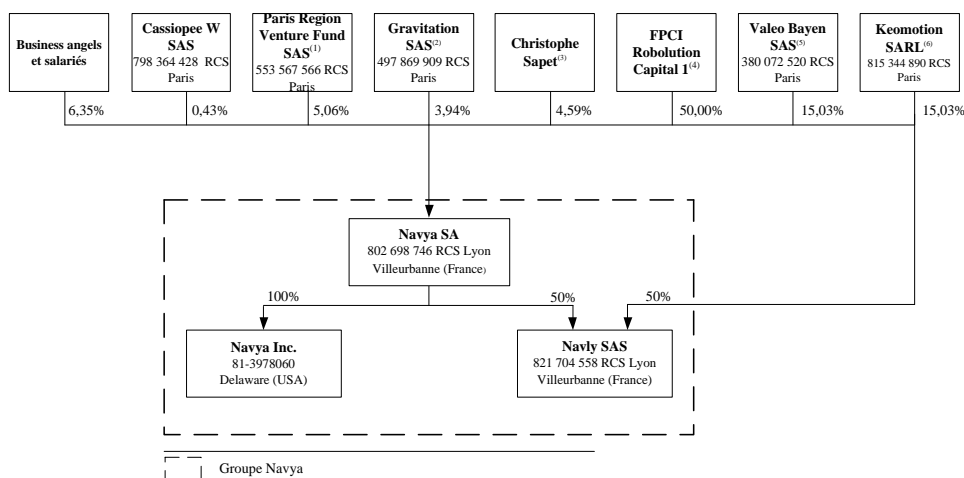 Business angels
et salariés
Cassiopee W
SAS
798 364 428 RCS
Paris
Paris Region
Venture Fund
SAS(1)
553 567 566 RCS
Paris
Gravitation
SAS(2)
497 869 909 RCS
Paris
Christophe
Sapet(3)
FPCI
Robolution
Capital 1(4)
Valeo Bayen
SAS(5)
380 072 520 RCS
Paris
Keomotion
SARL(6)
815 344 890 RCS
Paris
6,35%
0,43%
5,06%
3,94%
4,59%
50,00%
15,03%
15,03%
Navya SA
802 698 746 RCS Lyon
Villeurbanne (France)
100%
50%
50%
Navya Inc.
81-3978060
Delaware (USA)
Navly SAS
821 704 558 RCS Lyon
Villeurbanne (France)
Groupe Navya